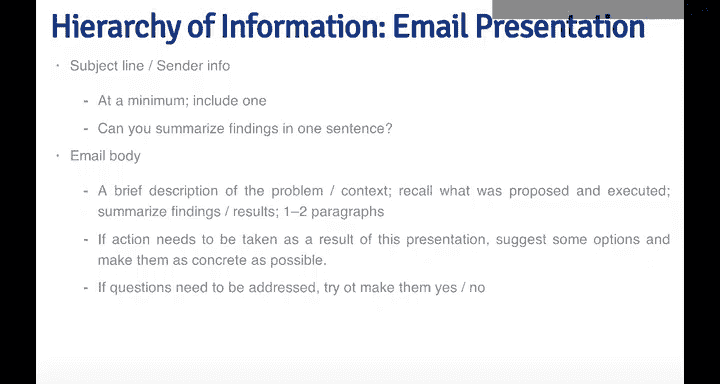 Hierarchy of Information: Email Presentation
· Subject line / Sender info
- At a minimum; include one
- Can you summarize findings in one sentence?
· Email body
- A brief description of the problem / context; recall what was proposed and executed;
summarize findings / results; 1–2 paragraphs
- If action needs to be taken as a result of this presentation, suggest some options and
make them as concrete as possible.
- If questions need to be addressed, try ot make them yes / no